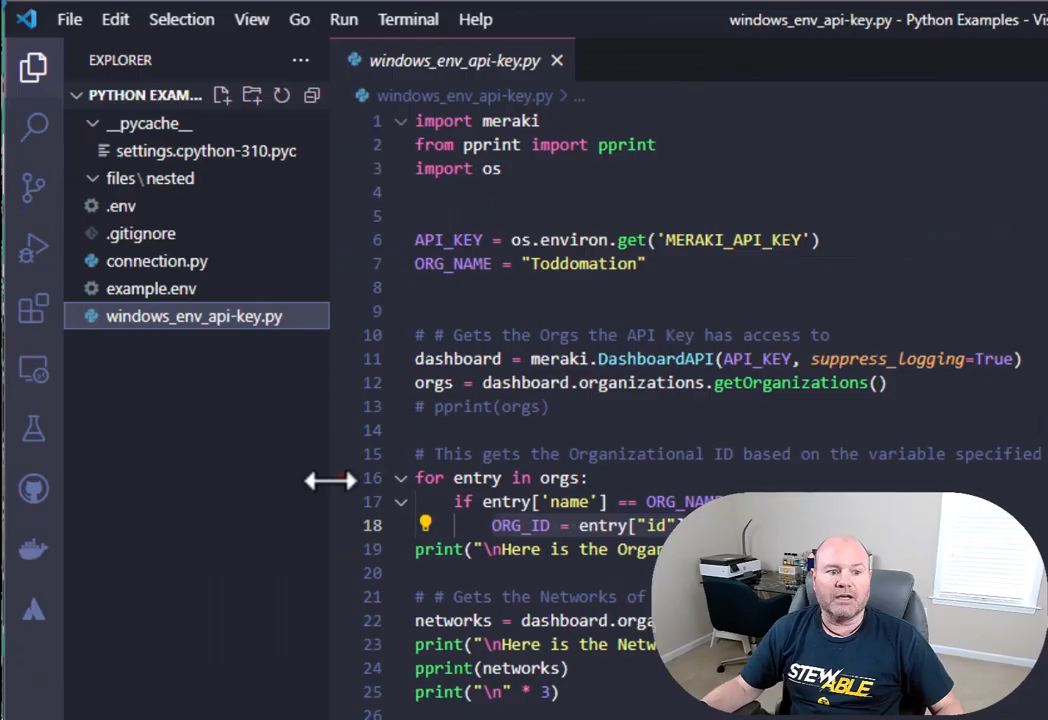 File Edit Selection View Go Run Terminal Help
windows_env_api-key.py - Python Examples - Vis
EXPLORER ...
PYTHON EXAM...
__pycache__
settings.cpython-310.pyc
files\nested
.env
.gitignore
connection.py
example.env
windows_env_api-key.py
windows_env_api-key.py
windows_env_api-key.py > ...
1 import meraki
2 from pprint import pprint
3 import os
4
5
6 API_KEY = os.environ.get('MERAKI_API_KEY')
7 ORG_NAME = "Toddomation"
8
9
10 # # Gets the Orgs the API Key has access to
11 dashboard = meraki.DashboardAPI(API_KEY, suppress_logging=True)
12 orgs = dashboard.organizations.getOrganizations()
13 # pprint(orgs)
14
15 # This gets the Organizational ID based on the variable specified
16 for entry in orgs:
17 if entry['name'] == ORG_NAM
18 ORG_ID = entry["id"]
19 print("\nHere is the Orga
20
21 # # Gets the Networks of
22 networks = dashboard.orga
23 print("\nHere is the Netw
24 pprint(networks)
25 print("\n" * 3)
26
STEWABLE